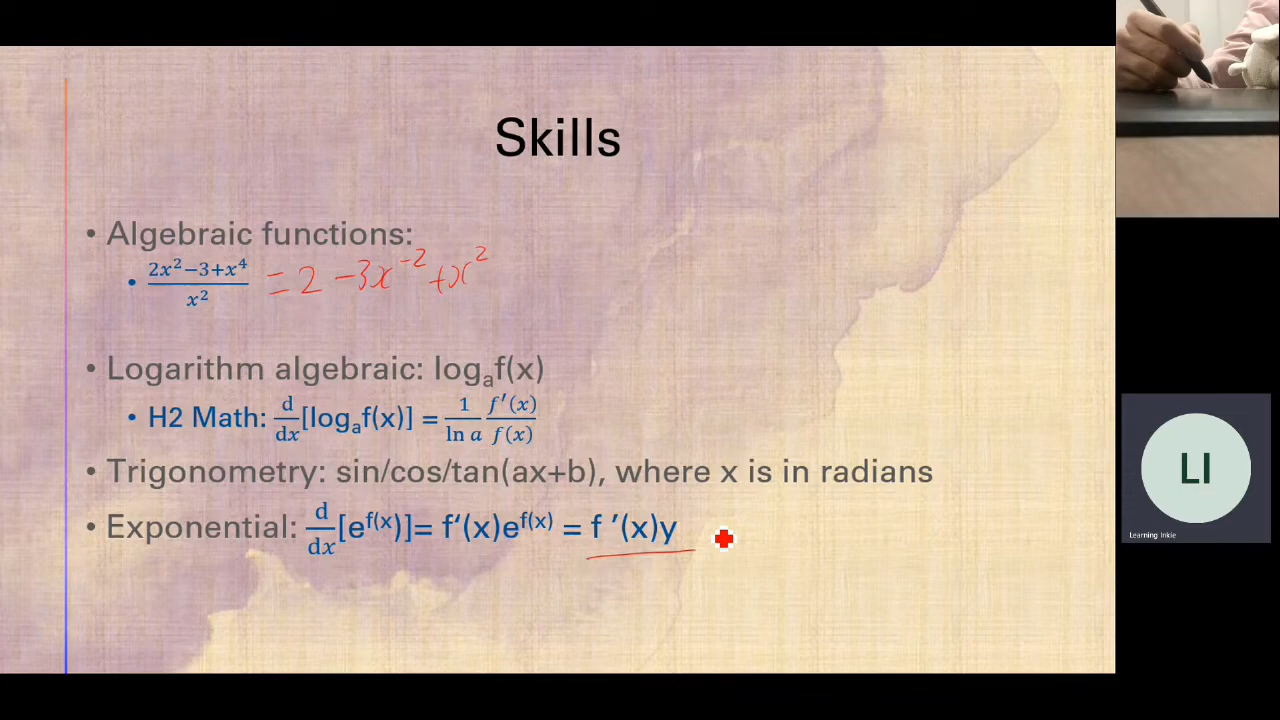 Skills
• Algebraic functions:
• (2x²−3+x⁴)/x² = 2 −3x⁻² + x²
• Logarithm algebraic: logₐf(x)
• H2 Math: d/dx [logₐf(x)] = 1/(ln a) f′(x)/f(x)
• Trigonometry: sin/cos/tan(ax+b), where x is in radians
• Exponential: d/dx [e^f(x))]= f‘(x)e^f(x) = f ’(x)y
LI
Learning Inkie